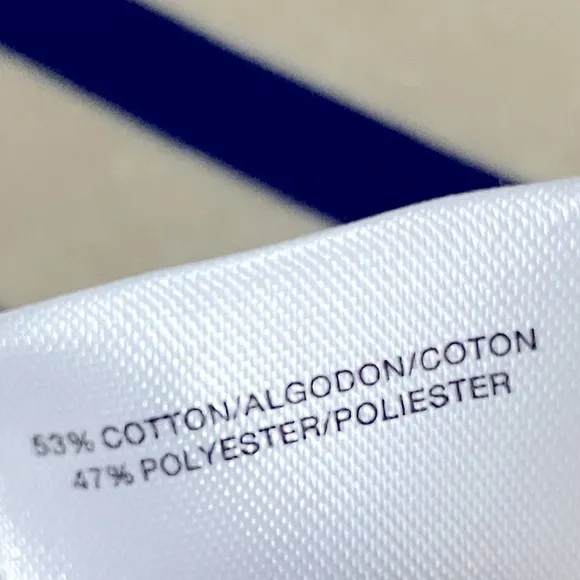 53% COTTON/ALGODON/COTON
47% POLYESTER/POLIESTER